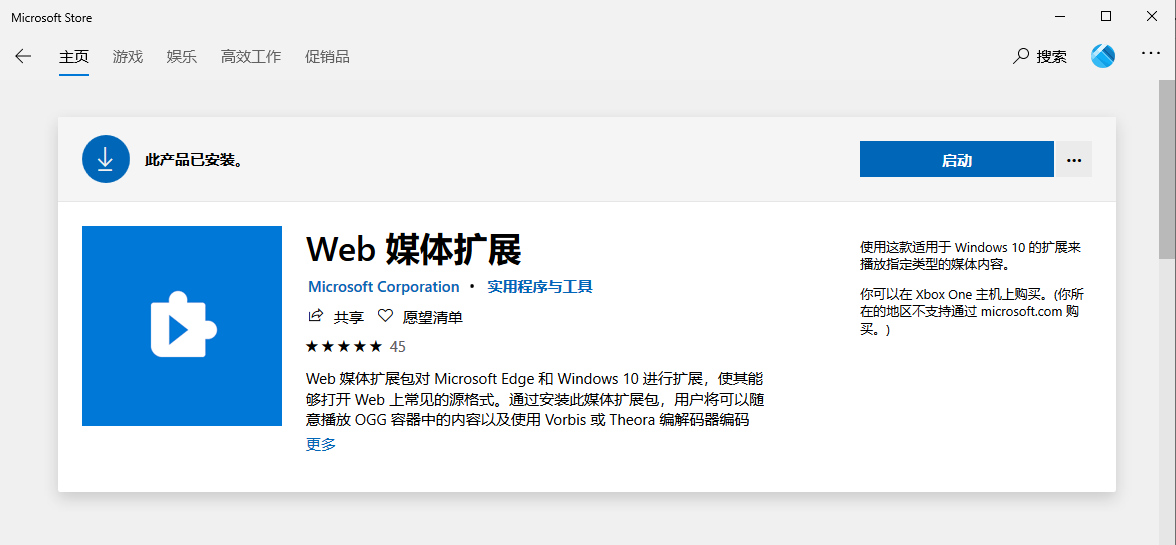 Microsoft Store
主页 游戏 娱乐 高效工作 促销品 搜索
此产品已安装。
启动
Web 媒体扩展
Microsoft Corporation • 实用程序与工具
共享 愿望清单
★★★★★ 45
Web 媒体扩展包对 Microsoft Edge 和 Windows 10 进行扩展，使其能
够打开 Web 上常见的源格式。通过安装此媒体扩展包，用户将可以随
意播放 OGG 容器中的内容以及使用 Vorbis 或 Theora 编解码器编码
更多
使用这款适用于 Windows 10 的扩展来
播放指定类型的媒体内容。
你可以在 Xbox One 主机上购买。(你所
在的地区不支持通过 microsoft.com 购
买。)